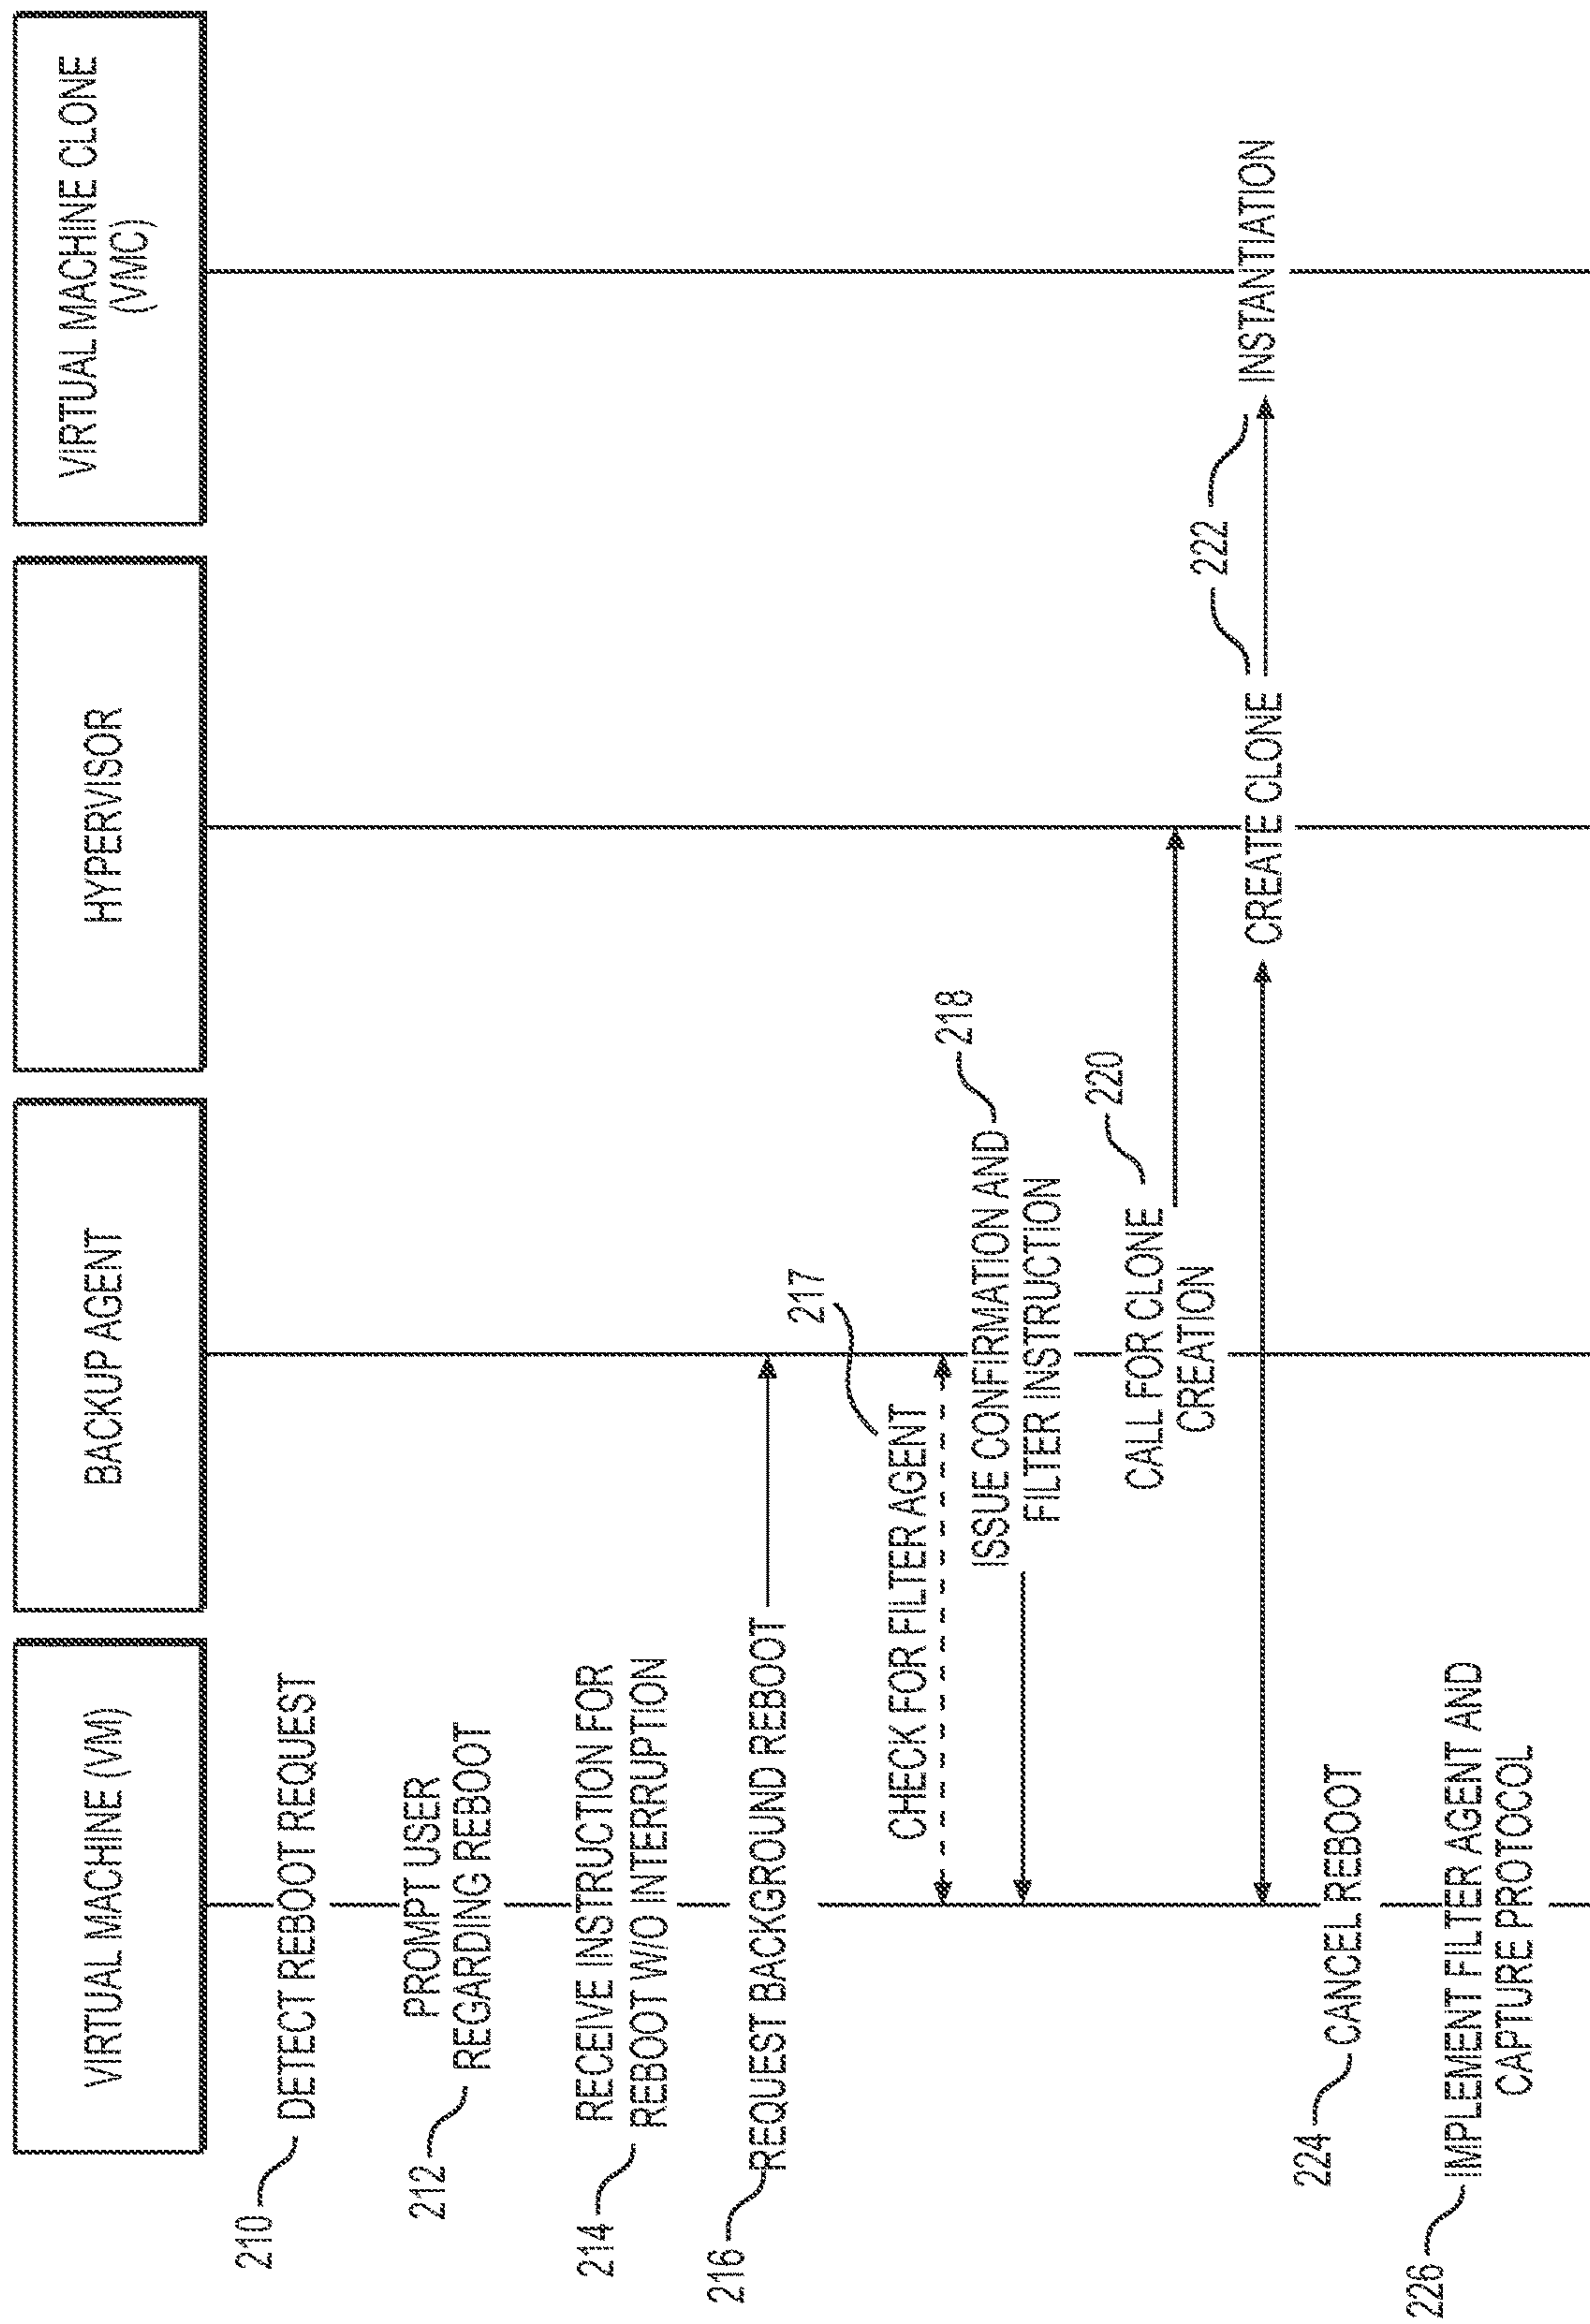 VIRTUAL MACHINE (VM)
BACKUP AGENT
HYPERVISOR
VIRTUAL MACHINE CLONE
(VMC)
210
DETECT REBOOT REQUEST
212
PROMPT USER
REGARDING REBOOT
214
RECEIVE INSTRUCTION FOR
REBOOT W/O INTERRUPTION
216
REQUEST BACKGROUND REBOOT
217
CHECK FOR FILTER AGENT
218
ISSUE CONFIRMATION AND
FILTER INSTRUCTION
220
CALL FOR CLONE
CREATION
222
CREATE CLONE
INSTANTIATION
224
CANCEL REBOOT
226
IMPLEMENT FILTER AGENT AND
CAPTURE PROTOCOL